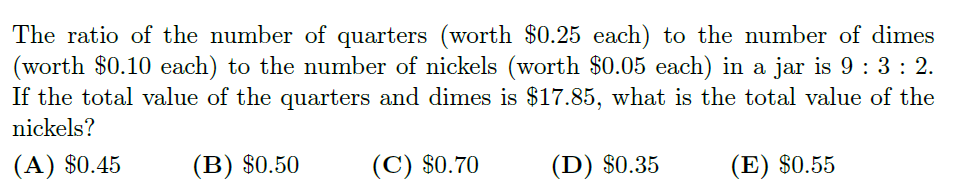 The ratio of the number of quarters (worth $0.25 each) to the number of dimes
(worth $0.10 each) to the number of nickels (worth $0.05 each) in a jar is 9 : 3 : 2.
If the total value of the quarters and dimes is $17.85, what is the total value of the
nickels?
(A) $0.45 (B) $0.50 (C) $0.70 (D) $0.35 (E) $0.55